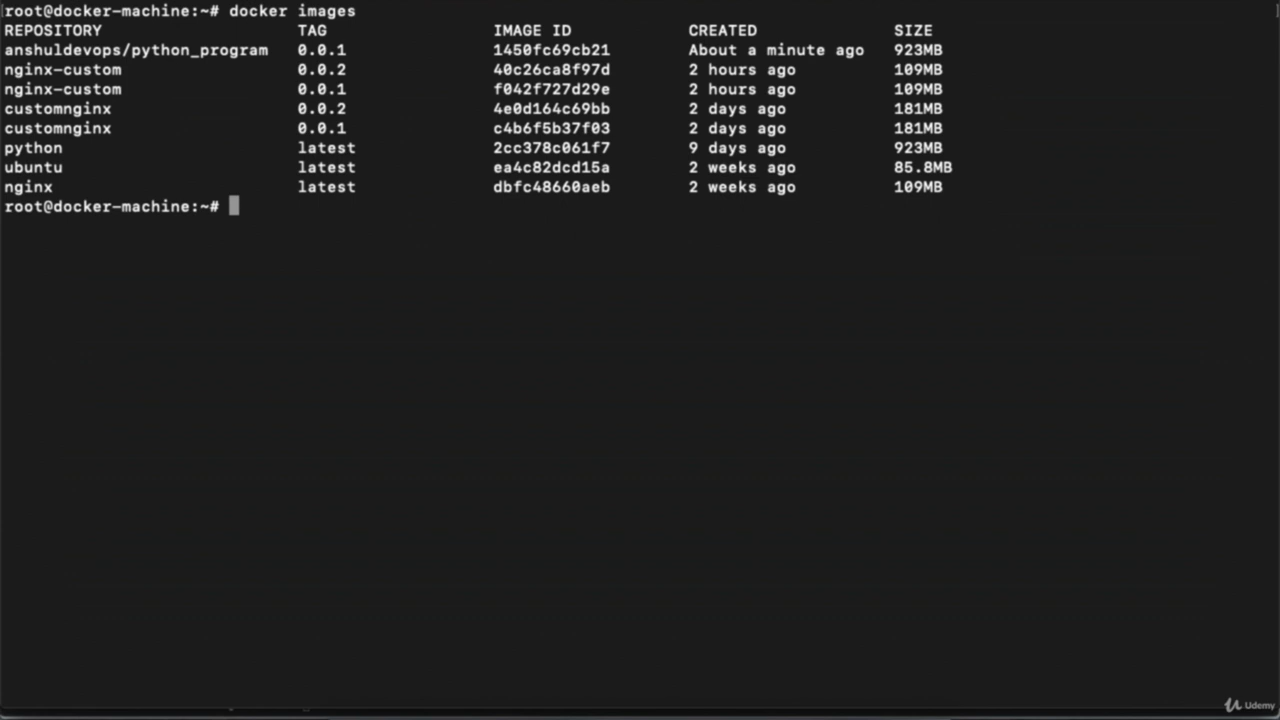 root@docker-machine:~# docker images
REPOSITORY TAG IMAGE ID CREATED SIZE
anshuldevops/python_program 0.0.1 1450fc69cb21 About a minute ago 923MB
nginx-custom 0.0.2 40c26ca8f97d 2 hours ago 109MB
nginx-custom 0.0.1 f042f727d29e 2 hours ago 109MB
customnginx 0.0.2 4e0d164c69bb 2 days ago 181MB
customnginx 0.0.1 c4b6f5b37f03 2 days ago 181MB
python latest 2cc378c061f7 9 days ago 923MB
ubuntu latest ea4c82dcd15a 2 weeks ago 85.8MB
nginx latest dbfc48660aeb 2 weeks ago 109MB
root@docker-machine:~#
Udemy